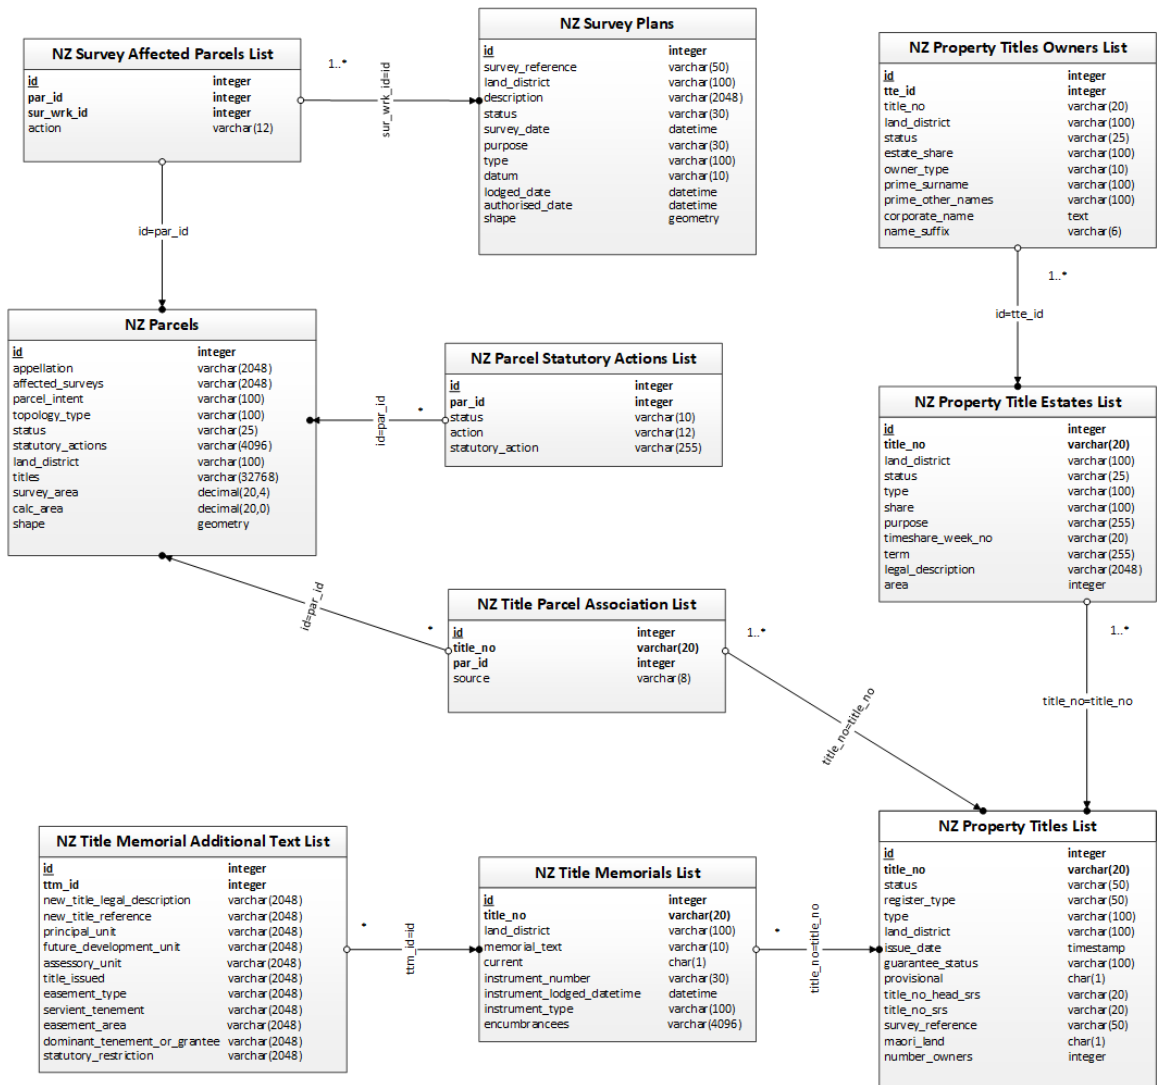 NZ Survey Affected Parcels List
id integer
par_id integer
sur_wrk_id integer
action varchar(12)
1..*
sur_wrk_id=id
NZ Survey Plans
id integer
survey_reference varchar(50)
land_district varchar(100)
description varchar(2048)
status varchar(30)
survey_date datetime
purpose varchar(30)
type varchar(100)
datum varchar(10)
lodged_date datetime
authorised_date datetime
shape geometry
NZ Property Titles Owners List
id integer
tte_id integer
title_no varchar(20)
land_district varchar(100)
status varchar(25)
estate_share varchar(100)
owner_type varchar(10)
prime_surname varchar(100)
prime_other_names varchar(100)
corporate_name text
name_suffix varchar(6)
id=par_id
1..*
id=tte_id
NZ Parcels
id integer
appellation varchar(2048)
affected_surveys varchar(2048)
parcel_intent varchar(100)
topology_type varchar(100)
status varchar(25)
statutory_actions varchar(4096)
land_district varchar(100)
titles varchar(32768)
survey_area decimal(20,4)
calc_area decimal(20,0)
shape geometry
id=par_id
*
NZ Parcel Statutory Actions List
id integer
par_id integer
status varchar(10)
action varchar(12)
statutory_action varchar(255)
NZ Property Title Estates List
id integer
title_no varchar(20)
land_district varchar(100)
status varchar(25)
type varchar(100)
share varchar(100)
purpose varchar(255)
timeshare_week_no varchar(20)
term varchar(255)
legal_description varchar(2048)
area integer
id=par_id
*
NZ Title Parcel Association List
id integer
title_no varchar(20)
par_id integer
source varchar(8)
1..*
title_no=title_no
1..*
title_no=title_no
NZ Title Memorial Additional Text List
id integer
ttm_id integer
new_title_legal_description varchar(2048)
new_title_reference varchar(2048)
principal_unit varchar(2048)
future_development_unit varchar(2048)
assessory_unit varchar(2048)
title_issued varchar(2048)
easement_type varchar(2048)
servient_tenement varchar(2048)
easement_area varchar(2048)
dominant_tenement_or_grantee varchar(2048)
statutory_restriction varchar(2048)
*
ttm_id=id
NZ Title Memorials List
id integer
title_no varchar(20)
land_district varchar(100)
memorial_text varchar(10)
current char(1)
instrument_number varchar(30)
instrument_lodged_datetime datetime
instrument_type varchar(100)
encumbrancees varchar(4096)
*
title_no=title_no
NZ Property Titles List
id integer
title_no varchar(20)
status varchar(50)
register_type varchar(50)
type varchar(100)
land_district varchar(100)
issue_date timestamp
guarantee_status varchar(100)
provisional char(1)
title_no_head_srs varchar(20)
title_no_srs varchar(20)
survey_reference varchar(50)
maori_land char(1)
number_owners integer